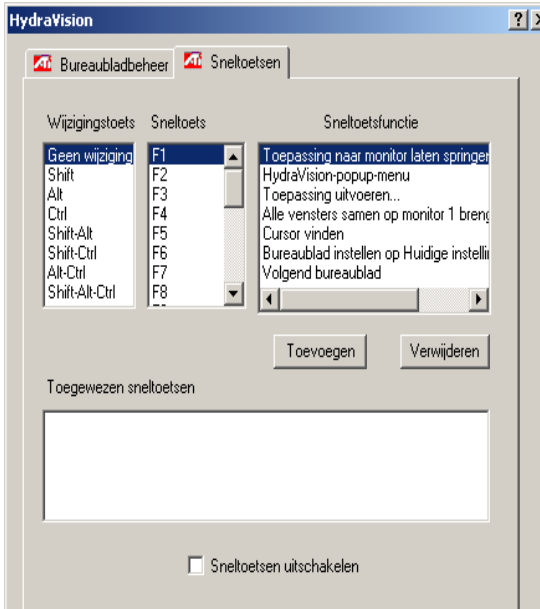 HydraVision
Bureaubladbeheer
Sneltoetsen
Wijzigingstoets
Sneltoets
Sneltoetsfunctie
Geen wijziging
Shift
Alt
Ctrl
Shift-Alt
Shift-Ctrl
Alt-Ctrl
Shift-Alt-Ctrl
F1
F2
F3
F4
F5
F6
F7
F8
Toepassing naar monitor laten springen
HydraVision-popup-menu
Toepassing uitvoeren...
Alle vensters samen op monitor 1 breng
Cursor vinden
Bureaublad instellen op Huidige instellin
Volgend bureaublad
Toevoegen
Verwijderen
Toegewezen sneltoetsen
Sneltoetsen uitschakelen